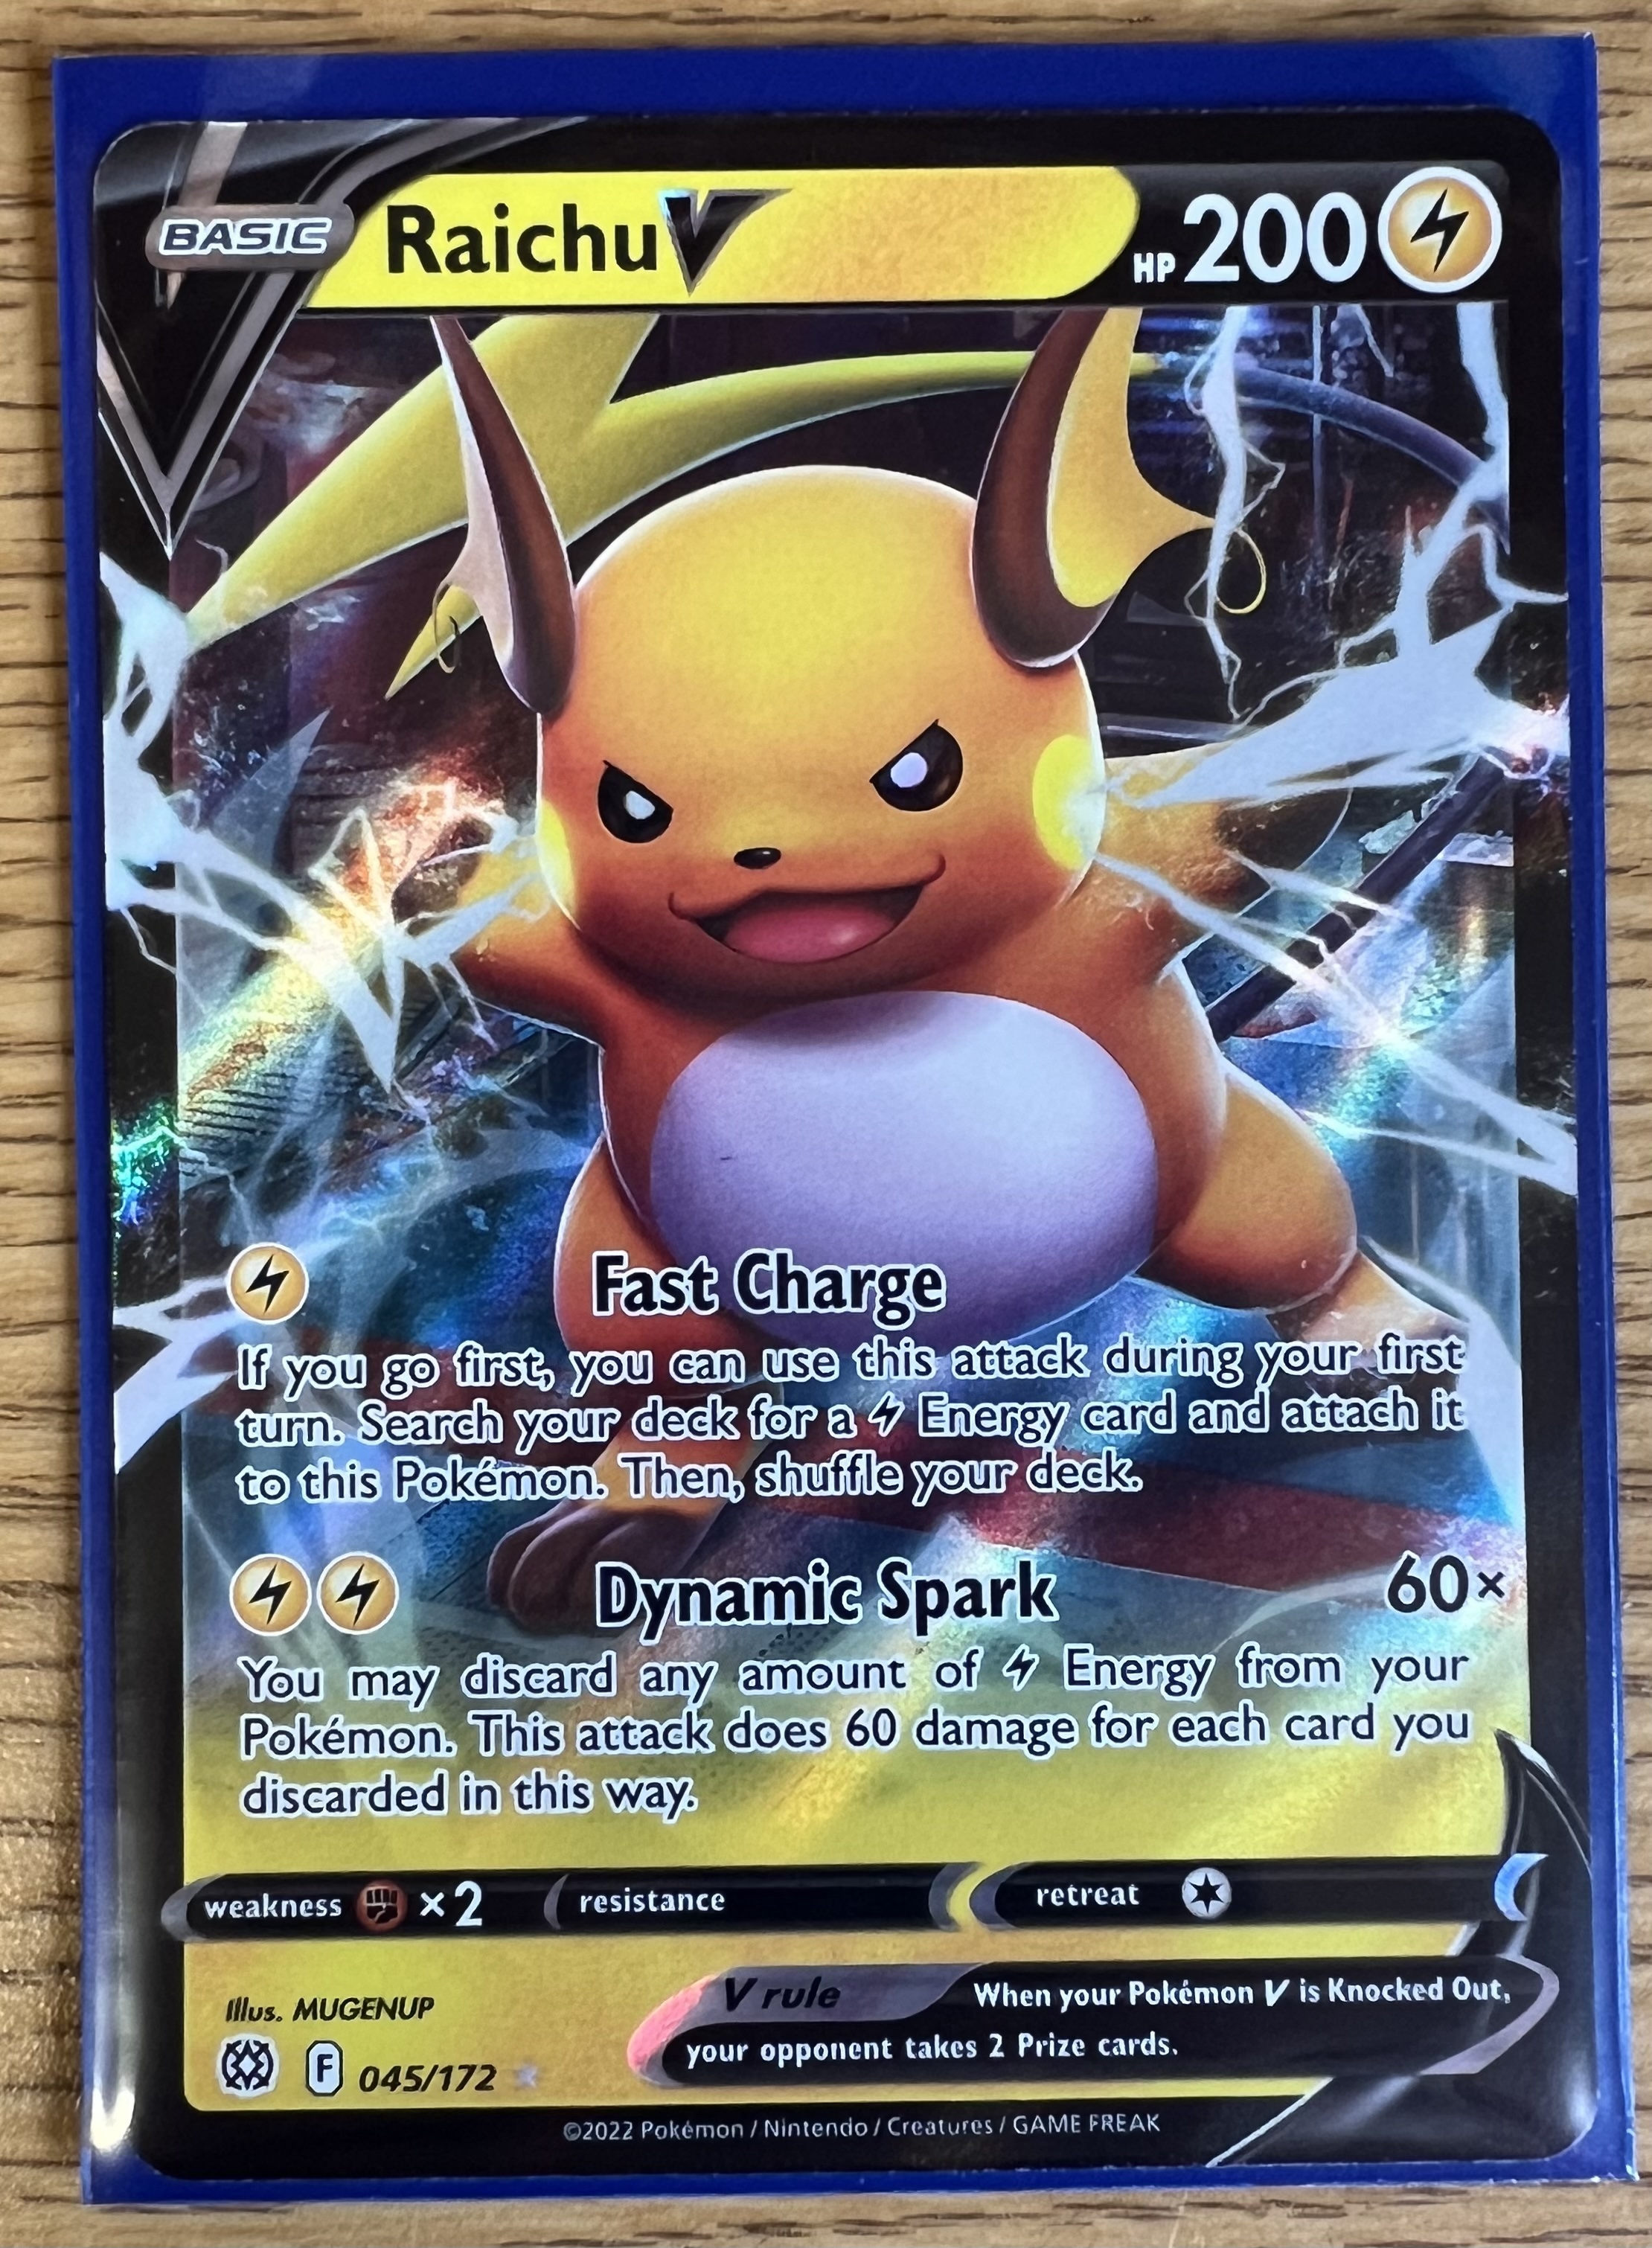 BASIC Raichu V HP 200
Fast Charge
If you go first, you can use this attack during your first
turn. Search your deck for a Energy card and attach it
to this Pokémon. Then, shuffle your deck.
Dynamic Spark 60×
You may discard any amount of Energy from your
Pokémon. This attack does 60 damage for each card you
discarded in this way.
weakness ×2 resistance retreat
Illus. MUGENUP
V rule When your Pokémon V is Knocked Out,
your opponent takes 2 Prize cards.
F 045/172
©2022 Pokémon / Nintendo / Creatures / GAME FREAK